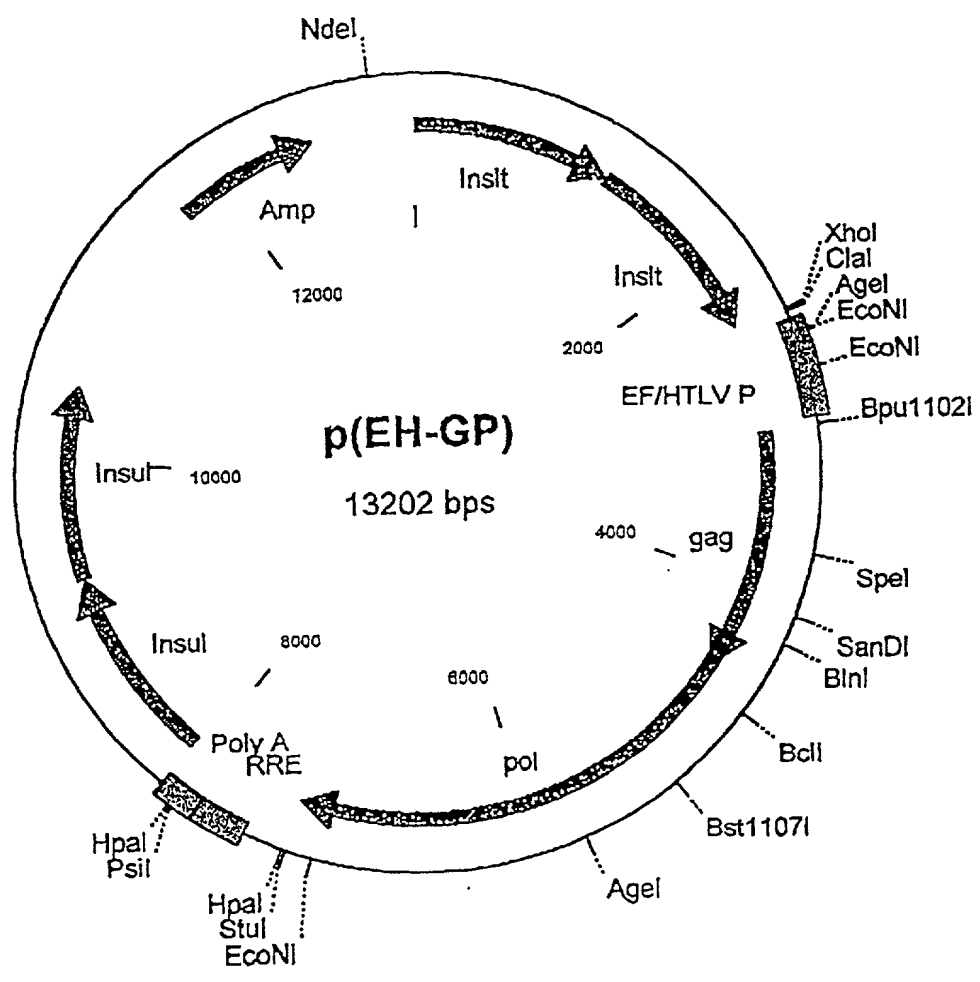 NdeI
Inslt
Amp
XhoI
ClaI
AgeI
EcoNI
Inslt
12000
2000
EcoNI
EF/HTLV P
Bpu1102I
p(EH-GP)
Insul
10000
13202 bps
4000
gag
SpeI
8000
Insul
SanDI
BlnI
6000
Poly A
RRE
pol
BclI
Bst1107I
HpaI
PsiI
AgeI
HpaI
StuI
EcoNI